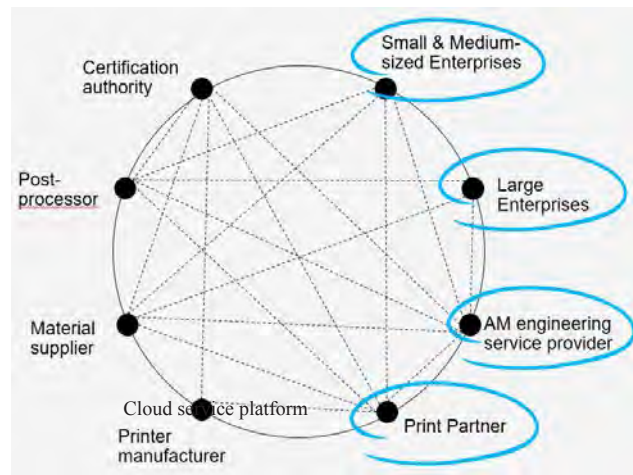 Small & Medium-
sized Enterprises
Certification
authority
Post-
processor
Large
Enterprises
Material
supplier
AM engineering
service provider
Cloud service platform
Printer
manufacturer
Print Partner